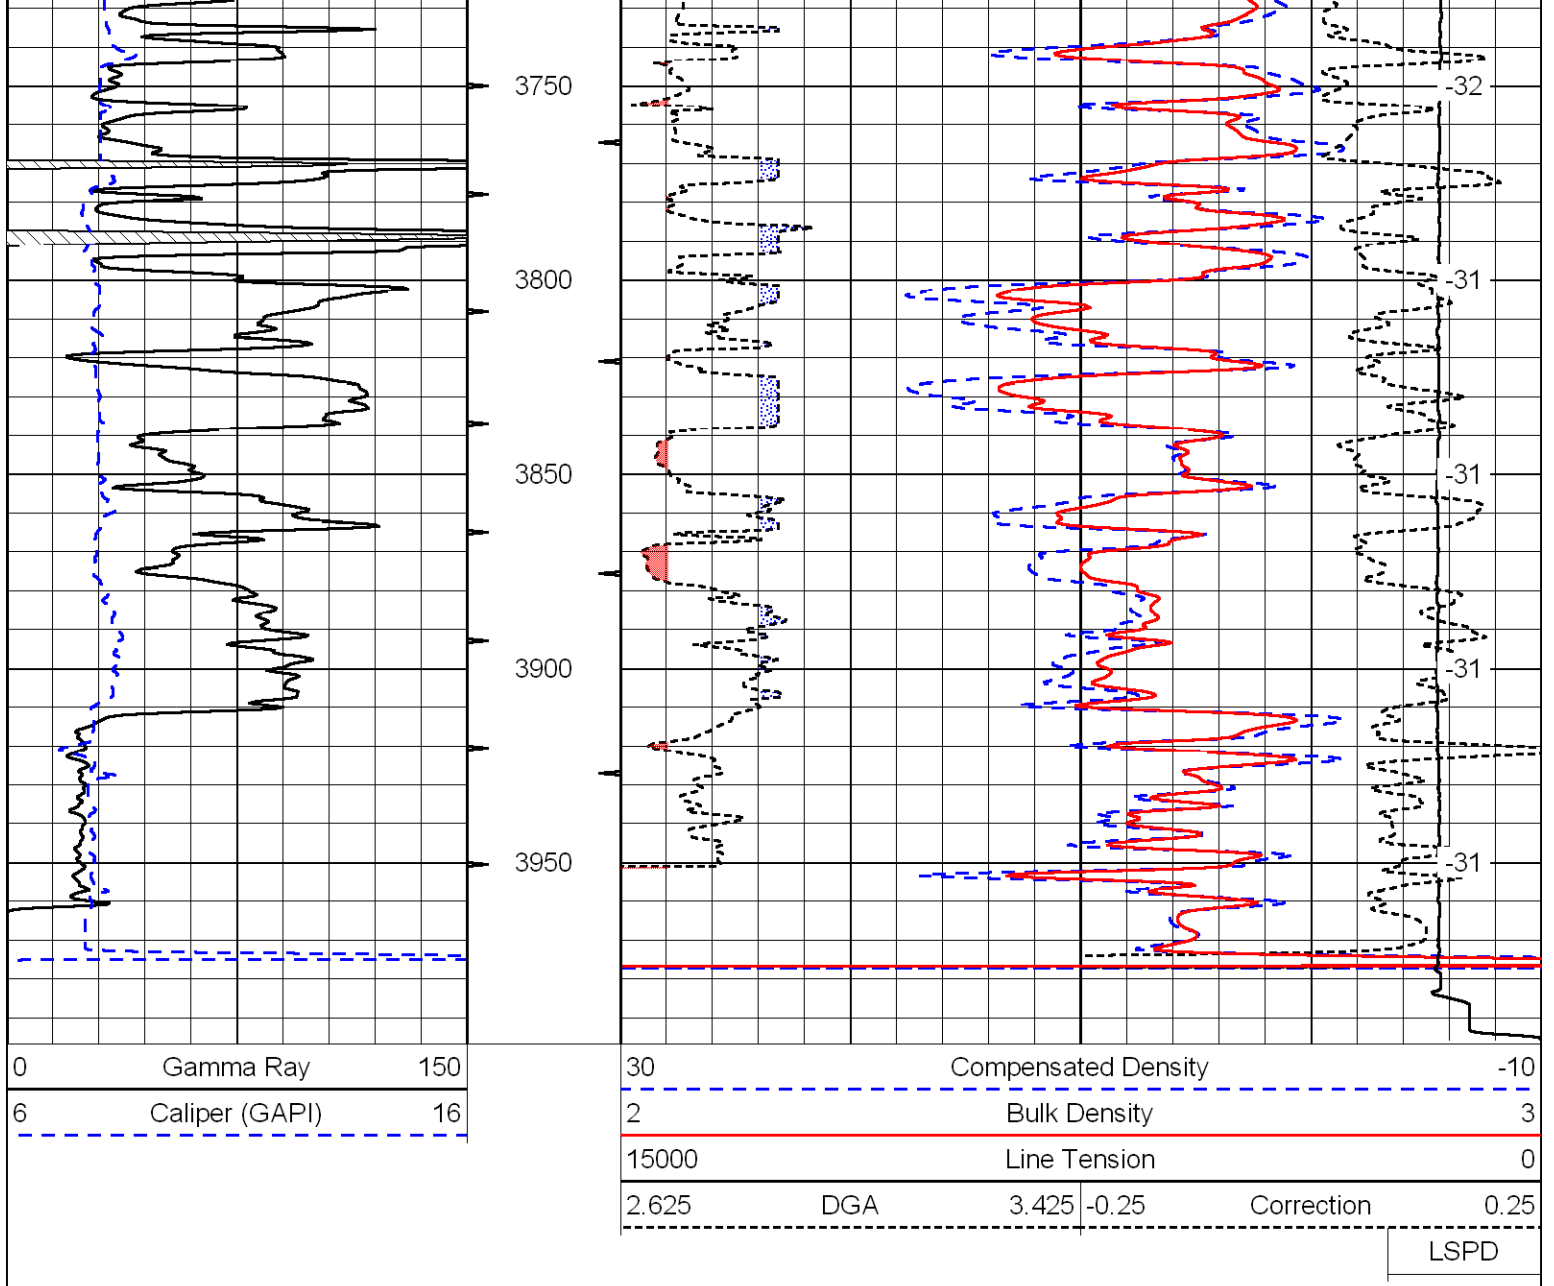 3750 -32
3800 -31
3850 -31
3900 -31
3950 -31
0 Gamma Ray 150
6 Caliper (GAPI) 16
30 Compensated Density -10
2 Bulk Density 3
15000 Line Tension 0
2.625 DGA 3.425 -0.25 Correction 0.25
LSPD